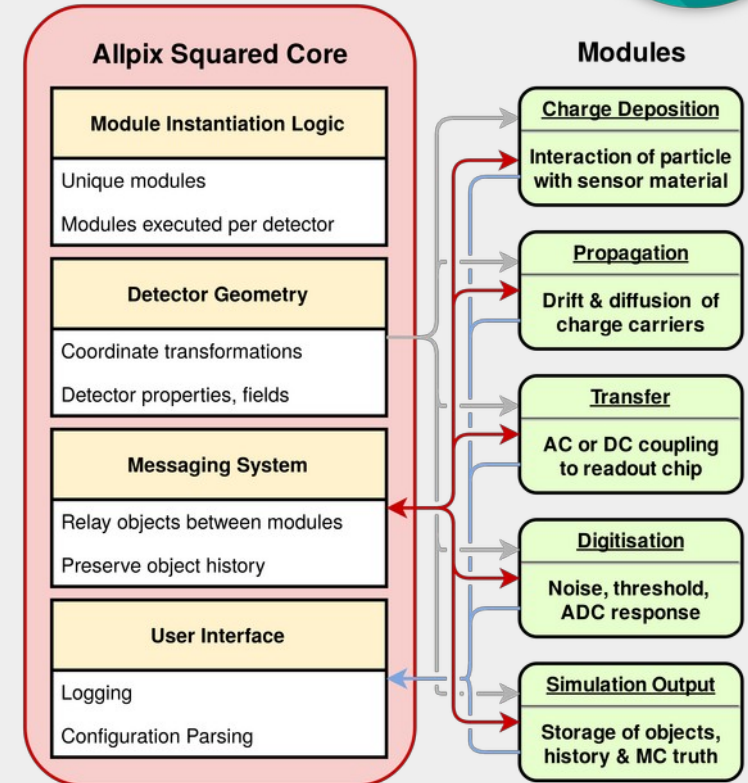 Allpix Squared Core
Module Instantiation Logic
Unique modules
Modules executed per detector
Detector Geometry
Coordinate transformations
Detector properties, fields
Messaging System
Relay objects between modules
Preserve object history
User Interface
Logging
Configuration Parsing
Modules
Charge Deposition
Interaction of particle
with sensor material
Propagation
Drift & diffusion of
charge carriers
Transfer
AC or DC coupling
to readout chip
Digitisation
Noise, threshold,
ADC response
Simulation Output
Storage of objects,
history & MC truth